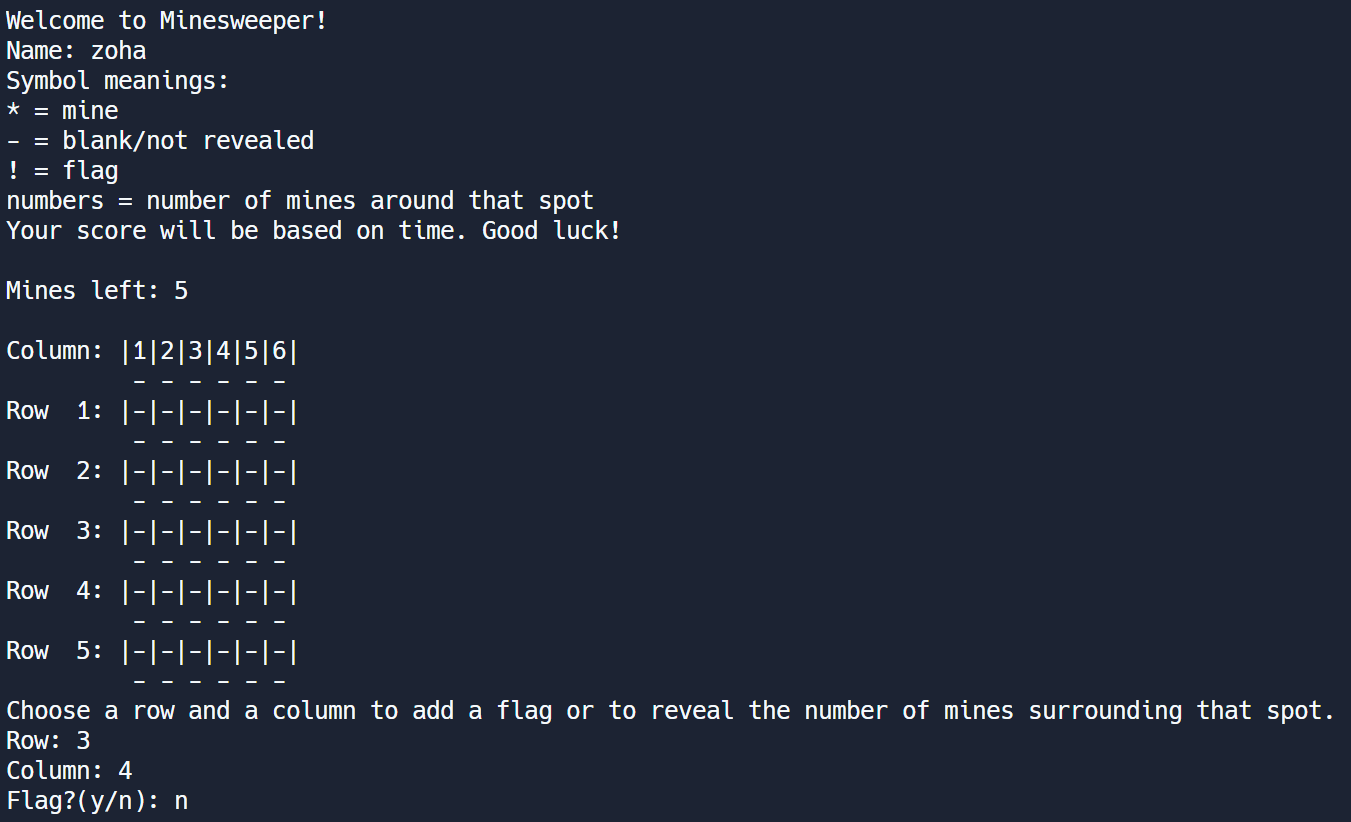 Welcome to Minesweeper!
Name: zoha
Symbol meanings:
* = mine
- = blank/not revealed
! = flag
numbers = number of mines around that spot
Your score will be based on time. Good luck!

Mines left: 5

Column: |1|2|3|4|5|6|
         - - - - - -
Row  1: |-|-|-|-|-|-|
         - - - - - -
Row  2: |-|-|-|-|-|-|
         - - - - - -
Row  3: |-|-|-|-|-|-|
         - - - - - -
Row  4: |-|-|-|-|-|-|
         - - - - - -
Row  5: |-|-|-|-|-|-|
         - - - - - -
Choose a row and a column to add a flag or to reveal the number of mines surrounding that spot.
Row: 3
Column: 4
Flag?(y/n): n